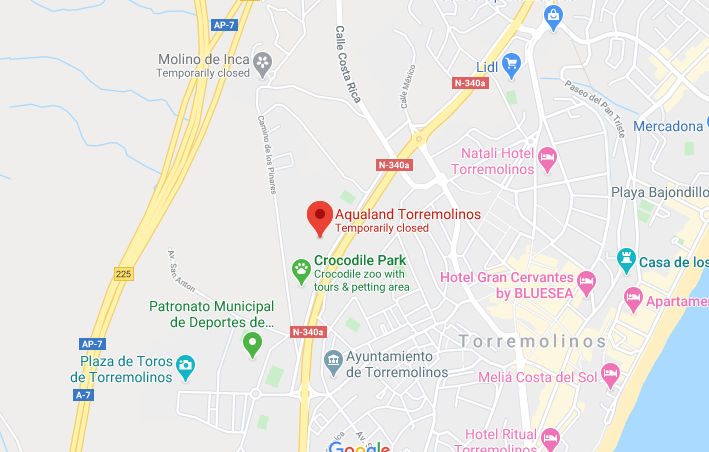 AP-7
Molino de Inca
Temporarily closed
Calle Costa Rica
Calle México
Lidl
N-340a
Paseo del Pan Triste
Mercadona
Camino de los Pinares
N-340a
Natali Hotel
Torremolinos
Playa Bajondillo
Aqualand Torremolinos
Temporarily closed
Av. San Anton
225
Crocodile Park
Crocodile zoo with
tours & petting area
Casa de los
Hotel Gran Cervantes
by BLUESEA
Apartame
Patronato Municipal
de Deportes de...
N-340a
Torremolinos
AP-7
Plaza de Toros
de Torremolinos
A-7
Ayuntamiento
de Torremolinos
Meliá Costa del Sol
Hotel Ritual
Torremolinos
Google